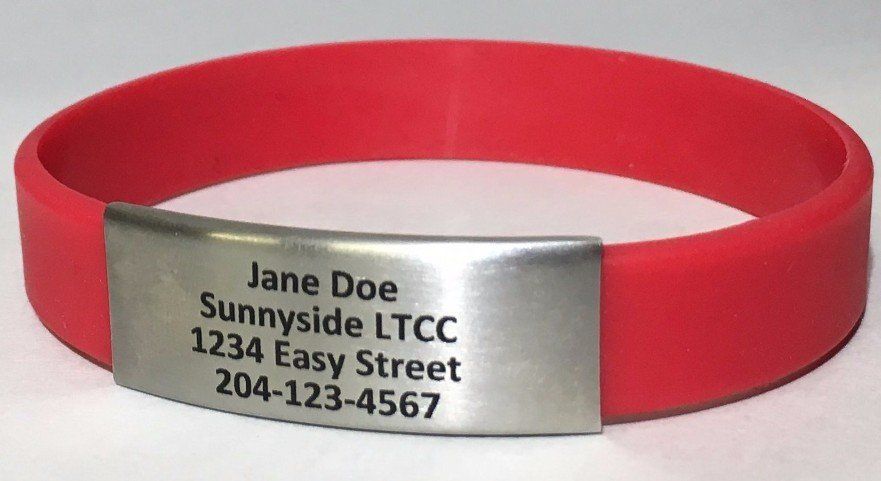 Jane Doe
Sunnyside LTCC
1234 Easy Street
204-123-4567